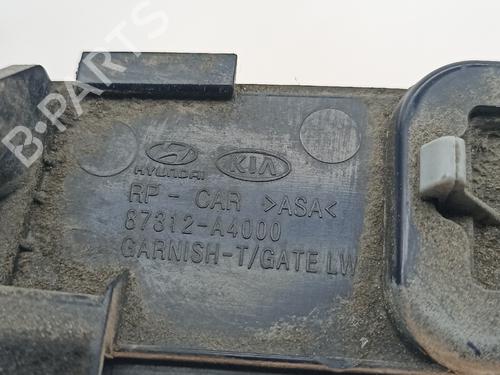 B-PARTS
HYUNDAI KIA
RP - CAR >ASA<
87312-A4000
GARNISH-T/GATE LW